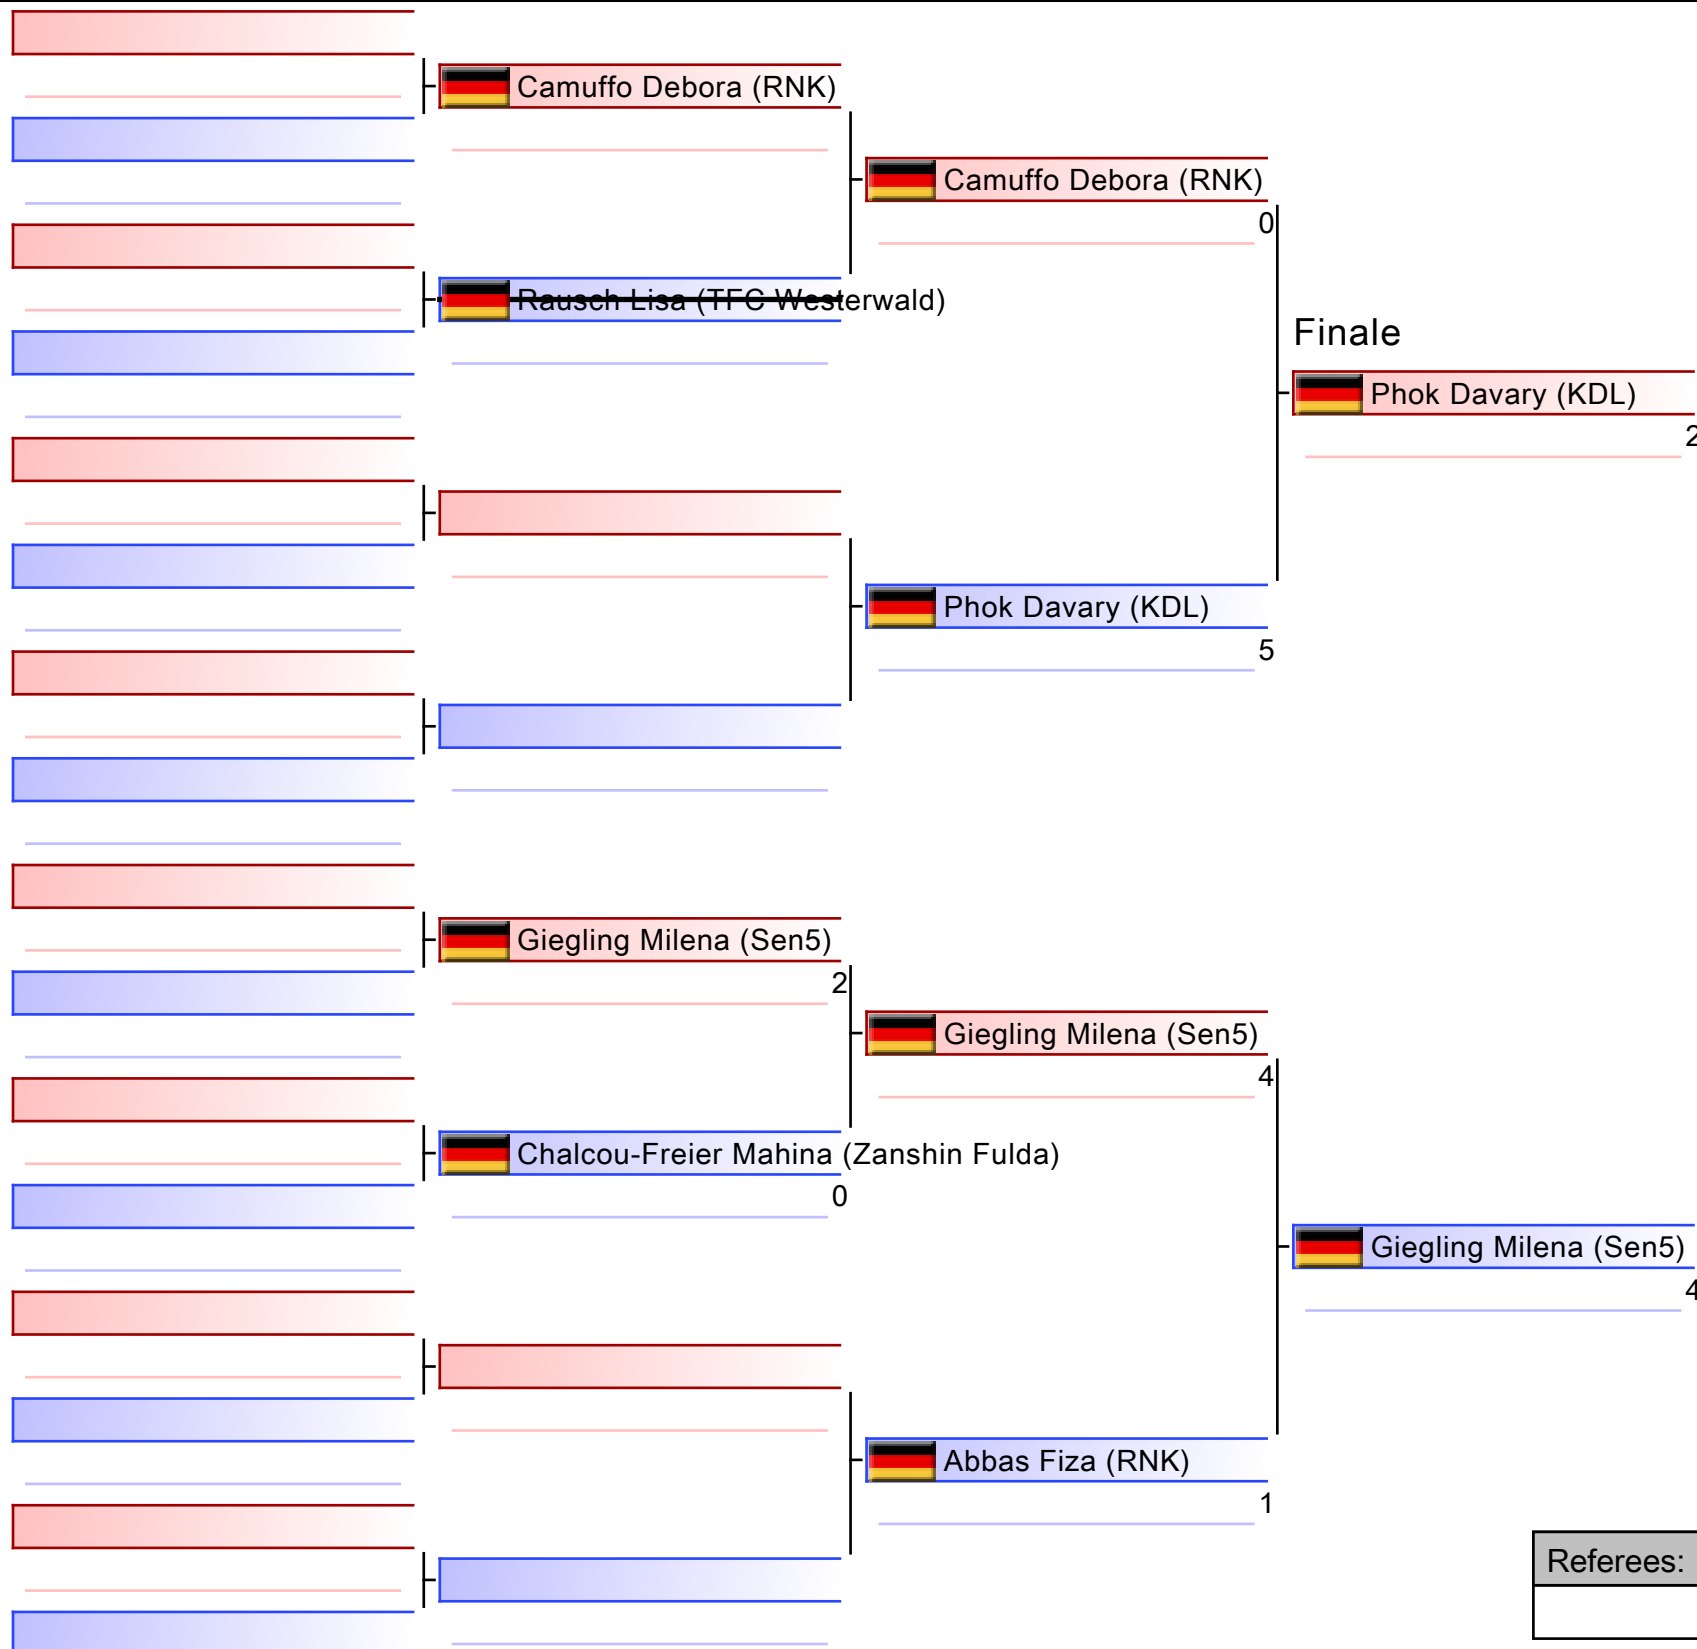 Camuffo Debora (RNK)
Camuffo Debora (RNK)
0
Rausch Lisa (TFC Westerwald)
Finale
Phok Davary (KDL)
2
Phok Davary (KDL)
5
Giegling Milena (Sen5)
2
Giegling Milena (Sen5)
4
Chalcou-Freier Mahina (Zanshin Fulda)
0
Giegling Milena (Sen5)
4
Abbas Fiza (RNK)
1
Referees: